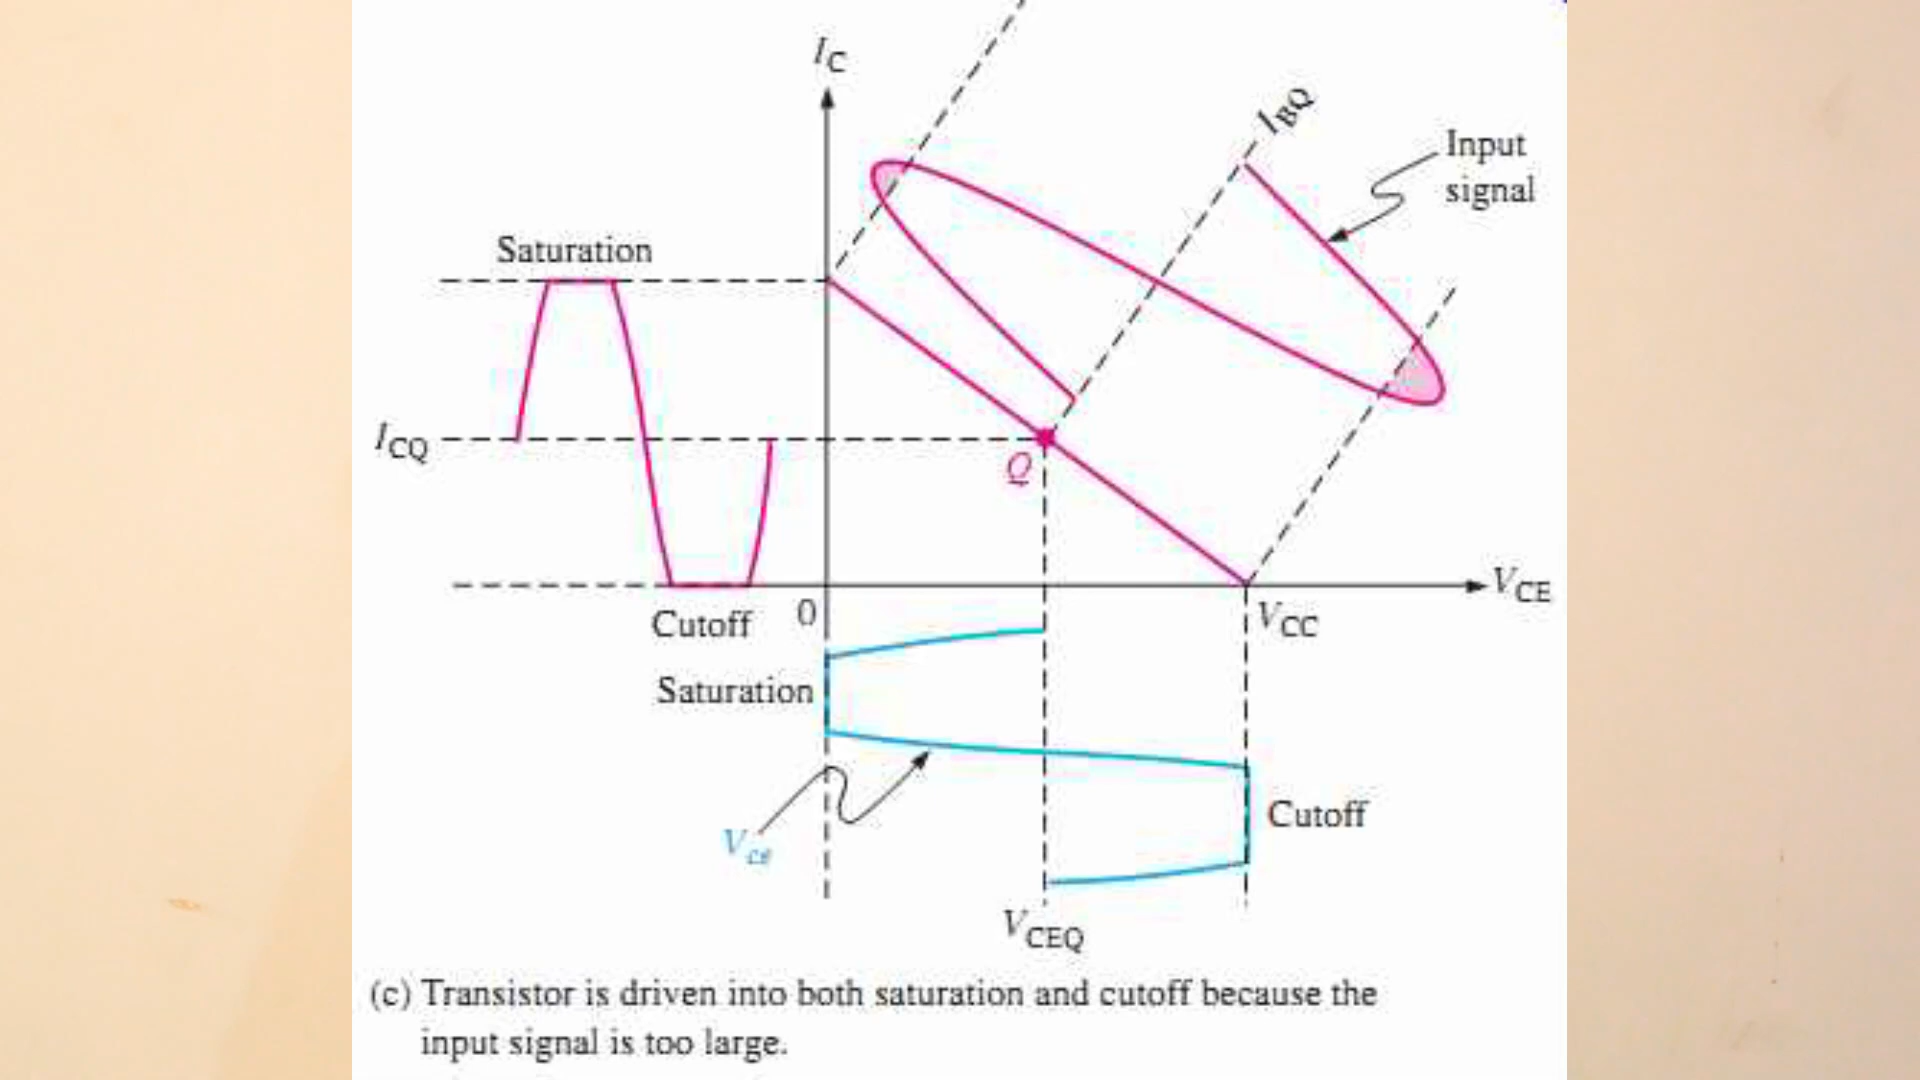 I_C
I_BQ
Input
signal
Saturation
I_CQ
Q
V_CE
0
V_CC
Cutoff
Saturation
V_ce
Cutoff
V_CEQ
(c) Transistor is driven into both saturation and cutoff because the
input signal is too large.